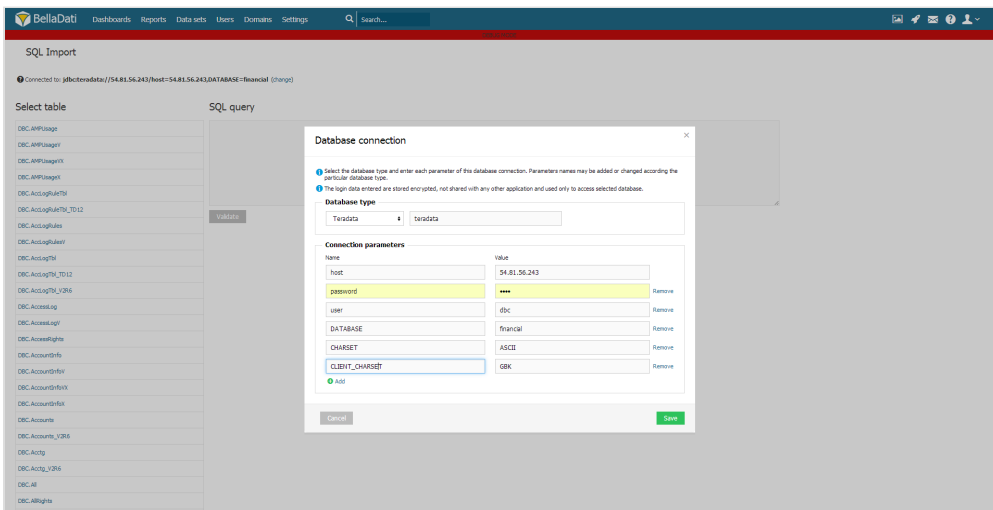 BellaDati Dashboards Reports Data sets Users Domains Settings Search...
SQL Import
Connected to: jdbc:teradata://54.81.56.243/host=54.81.56.243,DATABASE=financial (change)
Select table
SQL query
DBC.AMPUsage
DBC.AMPUsageV
DBC.AMPUsageVX
DBC.AMPUsageX
DBC.AccLogRuleTbl
DBC.AccLogRuleTbl_TD12
DBC.AccLogRules
DBC.AccLogRulesV
DBC.AccLogTbl
DBC.AccLogTbl_TD12
DBC.AccLogTbl_V2R6
DBC.AccessLog
DBC.AccessLogV
DBC.AccessRights
DBC.AccountInfo
DBC.AccountInfoV
DBC.AccountInfoVX
DBC.AccountInfoX
DBC.Accounts
DBC.Accounts_V2R6
DBC.Acctg
DBC.Acctg_V2R6
DBC.All
DBC.AllRights
Validate
Database connection
×
Select the database type and enter each parameter of this database connection. Parameters names may be added or changed according the
particular database type.
The login data entered are stored encrypted, not shared with any other application and used only to access selected database.
Database type
Teradata teradata
Connection parameters
Name Value
host 54.81.56.243
password •••• Remove
user dbc Remove
DATABASE financial Remove
CHARSET ASCII Remove
CLIENT_CHARSET GBK Remove
Add
Cancel Save